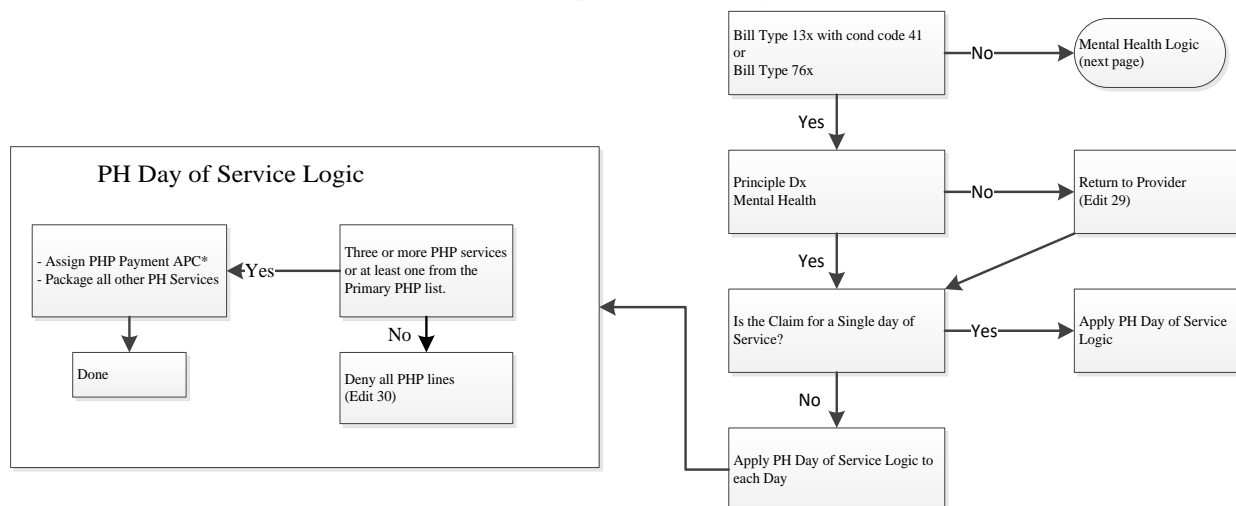 Bill Type 13x with cond code 41
or
Bill Type 76x
No
Mental Health Logic
(next page)
Yes
Principle Dx
Mental Health
No
Return to Provider
(Edit 29)
Yes
Is the Claim for a Single day of
Service?
Yes
Apply PH Day of Service
Logic
No
Apply PH Day of Service Logic to
each Day
PH Day of Service Logic
Three or more PHP services
or at least one from the
Primary PHP list.
Yes
- Assign PHP Payment APC*
- Package all other PH Services
Done
No
Deny all PHP lines
(Edit 30)